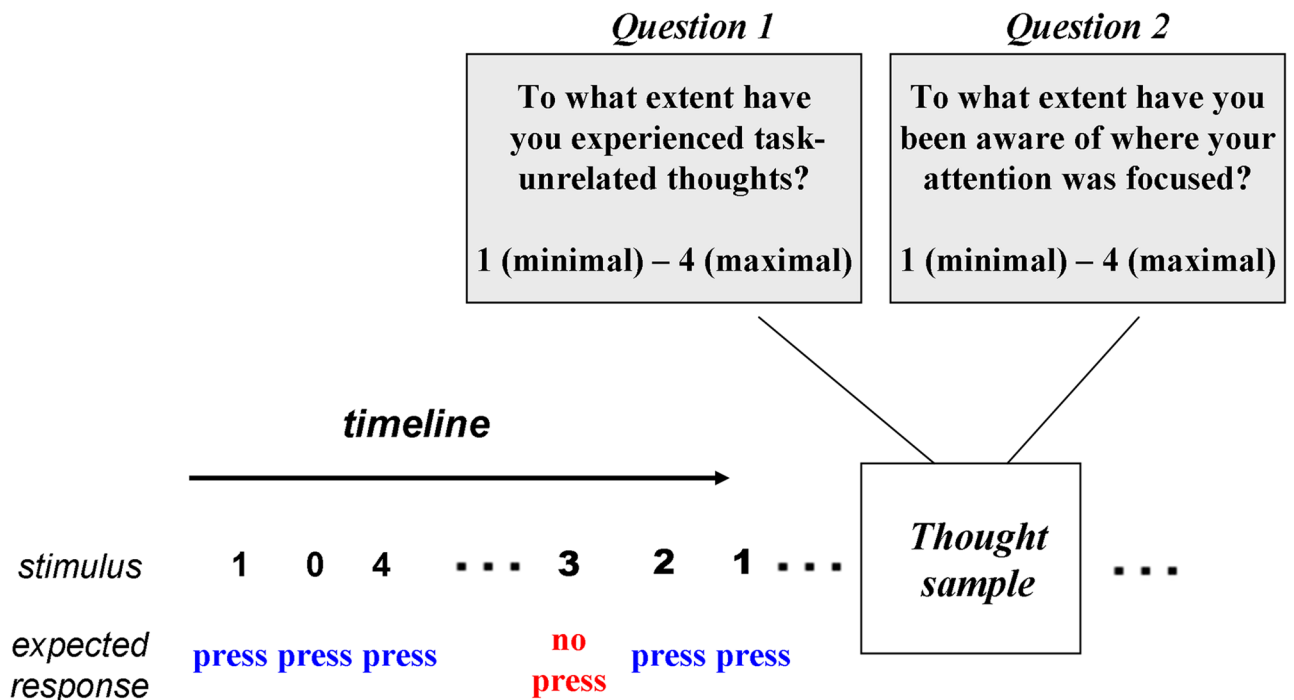 Question 1
To what extent have
you experienced task-
unrelated thoughts?
1 (minimal) – 4 (maximal)
Question 2
To what extent have you
been aware of where your
attention was focused?
1 (minimal) – 4 (maximal)
timeline
stimulus 1 0 4 ... 3 2 1 ... 
Thought
sample
...
expected
response
press press press no press press press